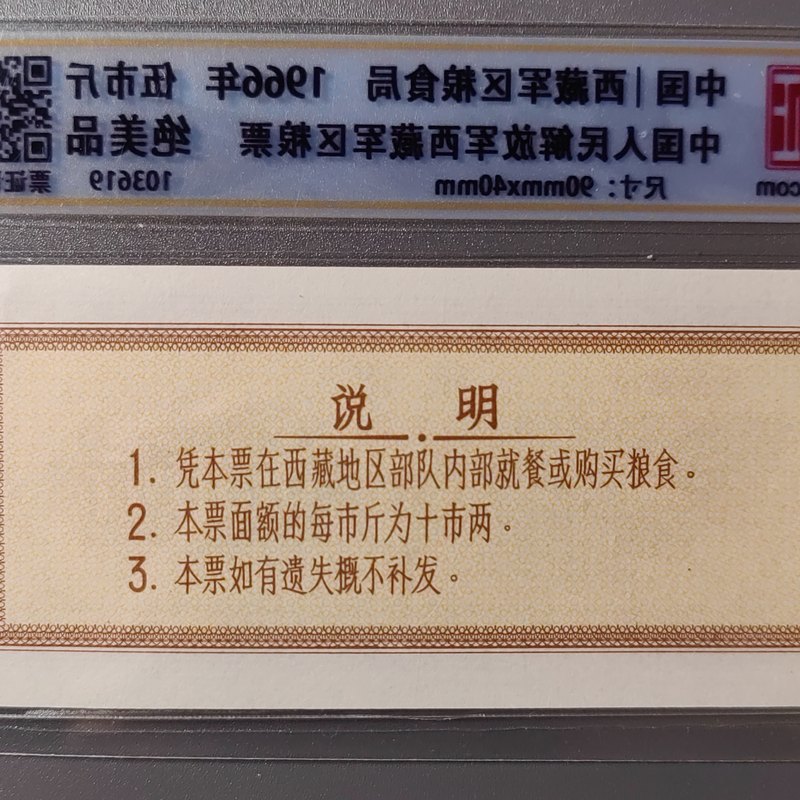 中国|西藏军区粮食局 1966年 伍市斤
中国人民解放军西藏军区粮票 绝美品
尺寸：90mmx40mm 103619 票证
.com
说 明
1. 凭本票在西藏地区部队内部就餐或购买粮食。
2. 本票面额的每市斤为十市两。
3. 本票如有遗失概不补发。